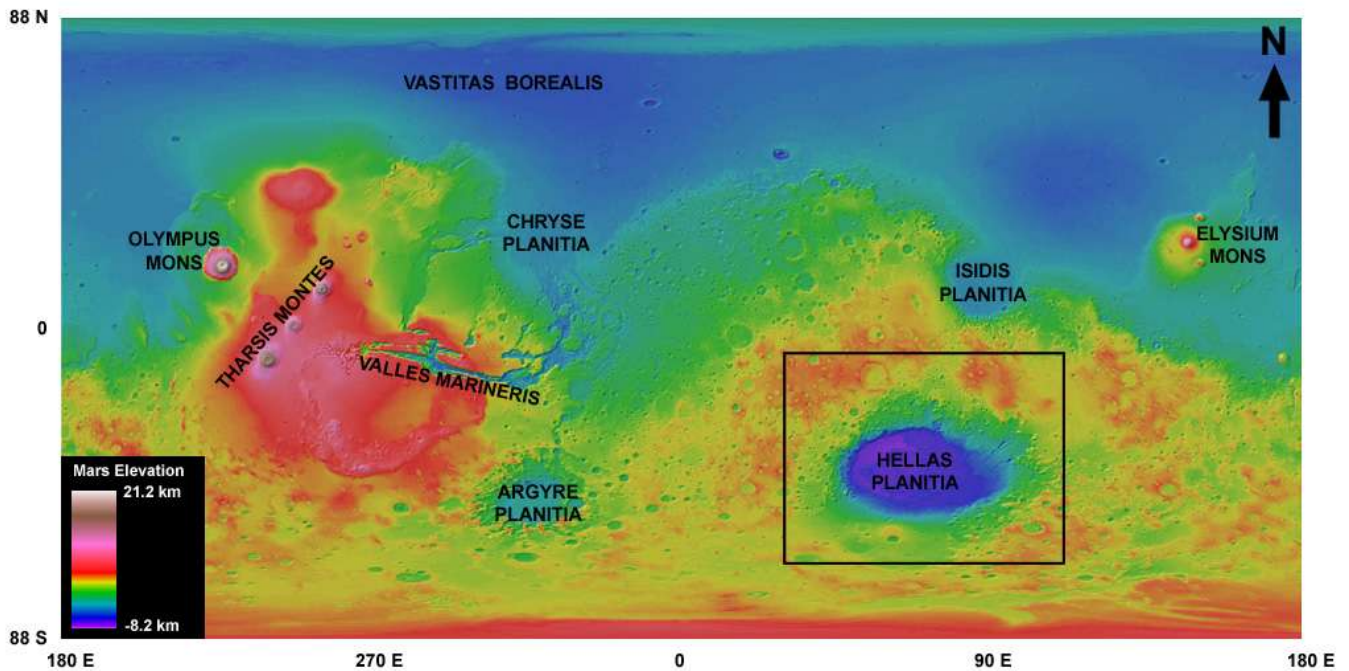 88 N
N
VASTITAS BOREALIS
OLYMPUS
MONS
CHRYSE
PLANITIA
ELYSIUM
MONS
ISIDIS
PLANITIA
THARSIS MONTES
0
VALLES MARINERIS
HELLAS
PLANITIA
ARGYRE
PLANITIA
Mars Elevation
21.2 km
-8.2 km
88 S
180 E
270 E
0
90 E
180 E